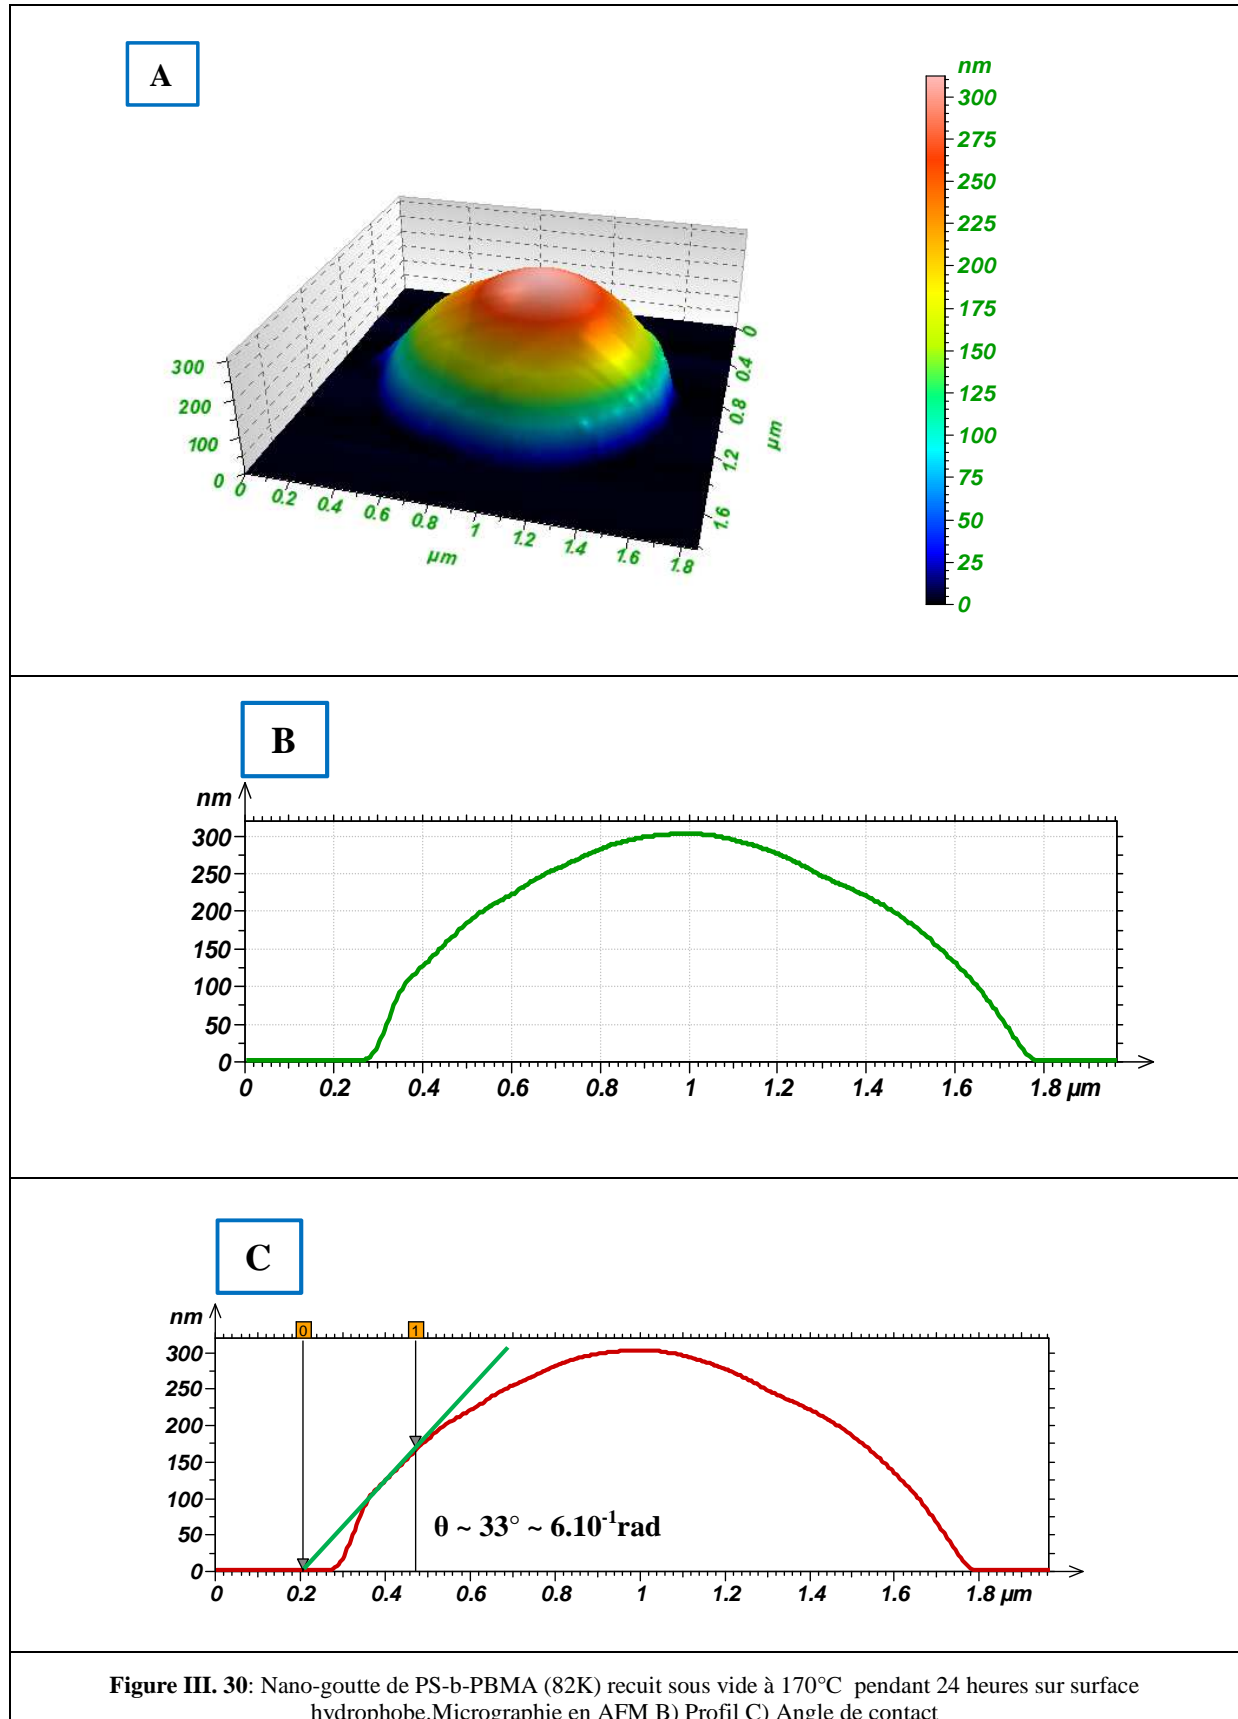 A
nm
300
275
250
225
200
175
150
125
100
75
50
25
0
300
200
100
0
0 0.2 0.4 0.6 0.8 1 1.2 1.4 1.6 1.8
µm
0 0.4 0.8 1.2 1.6
µm
B
nm
300
250
200
150
100
50
0
0 0.2 0.4 0.6 0.8 1 1.2 1.4 1.6 1.8 µm
C
nm
0 1
300
250
200
150
100
50
0
θ ~ 33° ~ 6.10⁻¹rad
0 0.2 0.4 0.6 0.8 1 1.2 1.4 1.6 1.8 µm
Figure III. 30: Nano-goutte de PS-b-PBMA (82K) recuit sous vide à 170°C pendant 24 heures sur surface
hydrophobe.Micrographie en AFM B) Profil C) Angle de contact